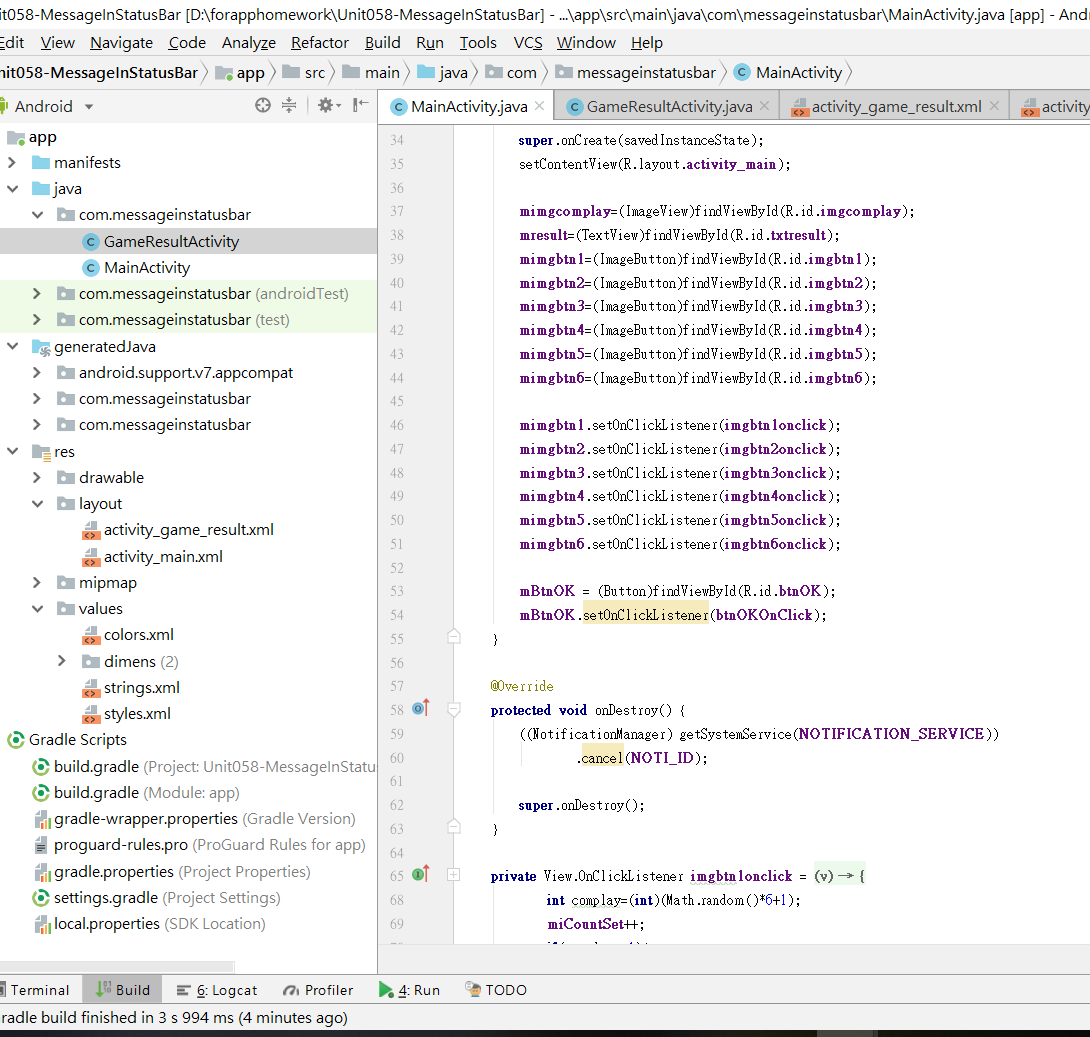 nit058-MessageInStatusBar [D:\forapphomework\Unit058-MessageInStatusBar] - ...\app\src\main\java\com\messageinstatusbar\MainActivity.java [app] - And
Edit View Navigate Code Analyze Refactor Build Run Tools VCS Window Help
nit058-MessageInStatusBar app src main java com messageinstatusbar MainActivity
Android
MainActivity.java GameResultActivity.java activity_game_result.xml activity
app
manifests
java
com.messageinstatusbar
GameResultActivity
MainActivity
com.messageinstatusbar (androidTest)
com.messageinstatusbar (test)
generatedJava
android.support.v7.appcompat
com.messageinstatusbar
com.messageinstatusbar
res
drawable
layout
activity_game_result.xml
activity_main.xml
mipmap
values
colors.xml
dimens (2)
strings.xml
styles.xml
Gradle Scripts
build.gradle (Project: Unit058-MessageInStatu
build.gradle (Module: app)
gradle-wrapper.properties (Gradle Version)
proguard-rules.pro (ProGuard Rules for app)
gradle.properties (Project Properties)
settings.gradle (Project Settings)
local.properties (SDK Location)
34 super.onCreate(savedInstanceState);
35 setContentView(R.layout.activity_main);
36
37 mimgcomplay=(ImageView)findViewById(R.id.imgcomplay);
38 mresult=(TextView)findViewById(R.id.txtresult);
39 mimgbtn1=(ImageButton)findViewById(R.id.imgbtn1);
40 mimgbtn2=(ImageButton)findViewById(R.id.imgbtn2);
41 mimgbtn3=(ImageButton)findViewById(R.id.imgbtn3);
42 mimgbtn4=(ImageButton)findViewById(R.id.imgbtn4);
43 mimgbtn5=(ImageButton)findViewById(R.id.imgbtn5);
44 mimgbtn6=(ImageButton)findViewById(R.id.imgbtn6);
45
46 mimgbtn1.setOnClickListener(imgbtn1onclick);
47 mimgbtn2.setOnClickListener(imgbtn2onclick);
48 mimgbtn3.setOnClickListener(imgbtn3onclick);
49 mimgbtn4.setOnClickListener(imgbtn4onclick);
50 mimgbtn5.setOnClickListener(imgbtn5onclick);
51 mimgbtn6.setOnClickListener(imgbtn6onclick);
52
53 mBtnOK = (Button)findViewById(R.id.btnOK);
54 mBtnOK.setOnClickListener(btnOKOnClick);
55 }
56
57 @Override
58 protected void onDestroy() {
59 ((NotificationManager) getSystemService(NOTIFICATION_SERVICE))
60 .cancel(NOTI_ID);
61
62 super.onDestroy();
63 }
64
65 private View.OnClickListener imgbtn1onclick = (v) → {
68 int complay=(int)(Math.random()*6+1);
69 miCountSet++;
Terminal Build 6: Logcat Profiler 4: Run TODO
radle build finished in 3 s 994 ms (4 minutes ago)